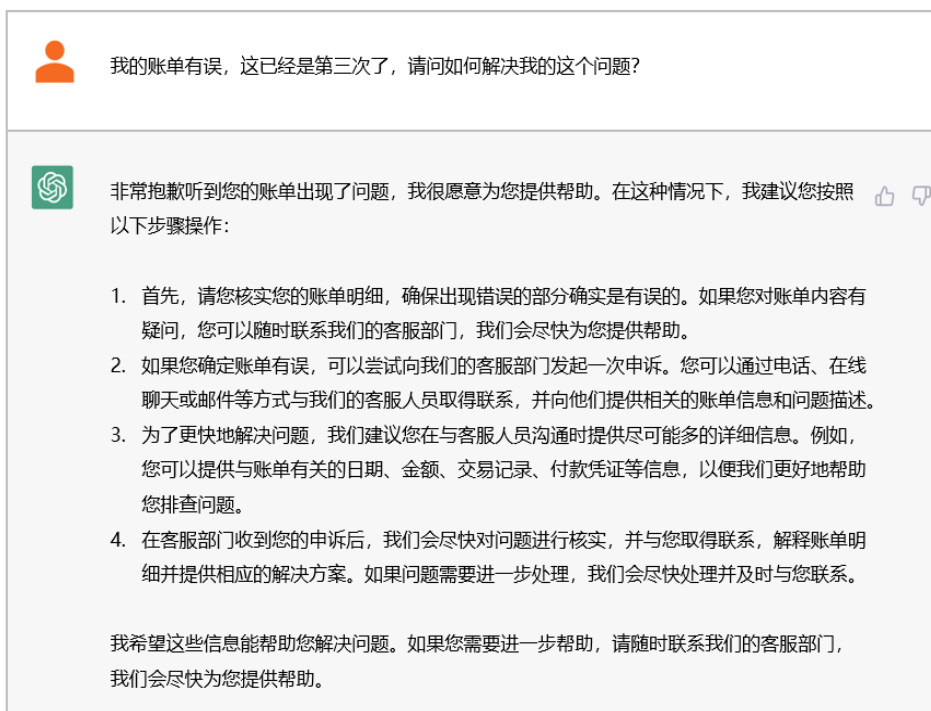 我的账单有误，这已经是第三次了，请问如何解决我的这个问题？
非常抱歉听到您的账单出现了问题，我很愿意为您提供帮助。在这种情况下，我建议您按照
以下步骤操作：
1. 首先，请您核实您的账单明细，确保出现错误的部分确实是有误的。如果您对账单内容有
疑问，您可以随时联系我们的客服部门，我们会尽快为您提供帮助。
2. 如果您确定账单有误，可以尝试向我们的客服部门发起一次申诉。您可以通过电话、在线
聊天或邮件等方式与我们的客服人员取得联系，并向他们提供相关的账单信息和问题描述。
3. 为了更快地解决问题，我们建议您在与客服人员沟通时提供尽可能多的详细信息。例如，
您可以提供与账单有关的日期、金额、交易记录、付款凭证等信息，以便我们更好地帮助
您排查问题。
4. 在客服部门收到您的申诉后，我们会尽快对问题进行核实，并与您取得联系，解释账单明
细并提供相应的解决方案。如果问题需要进一步处理，我们会尽快处理并及时与您联系。
我希望这些信息能帮助您解决问题。如果您需要进一步帮助，请随时联系我们的客服部门，
我们会尽快为您提供帮助。